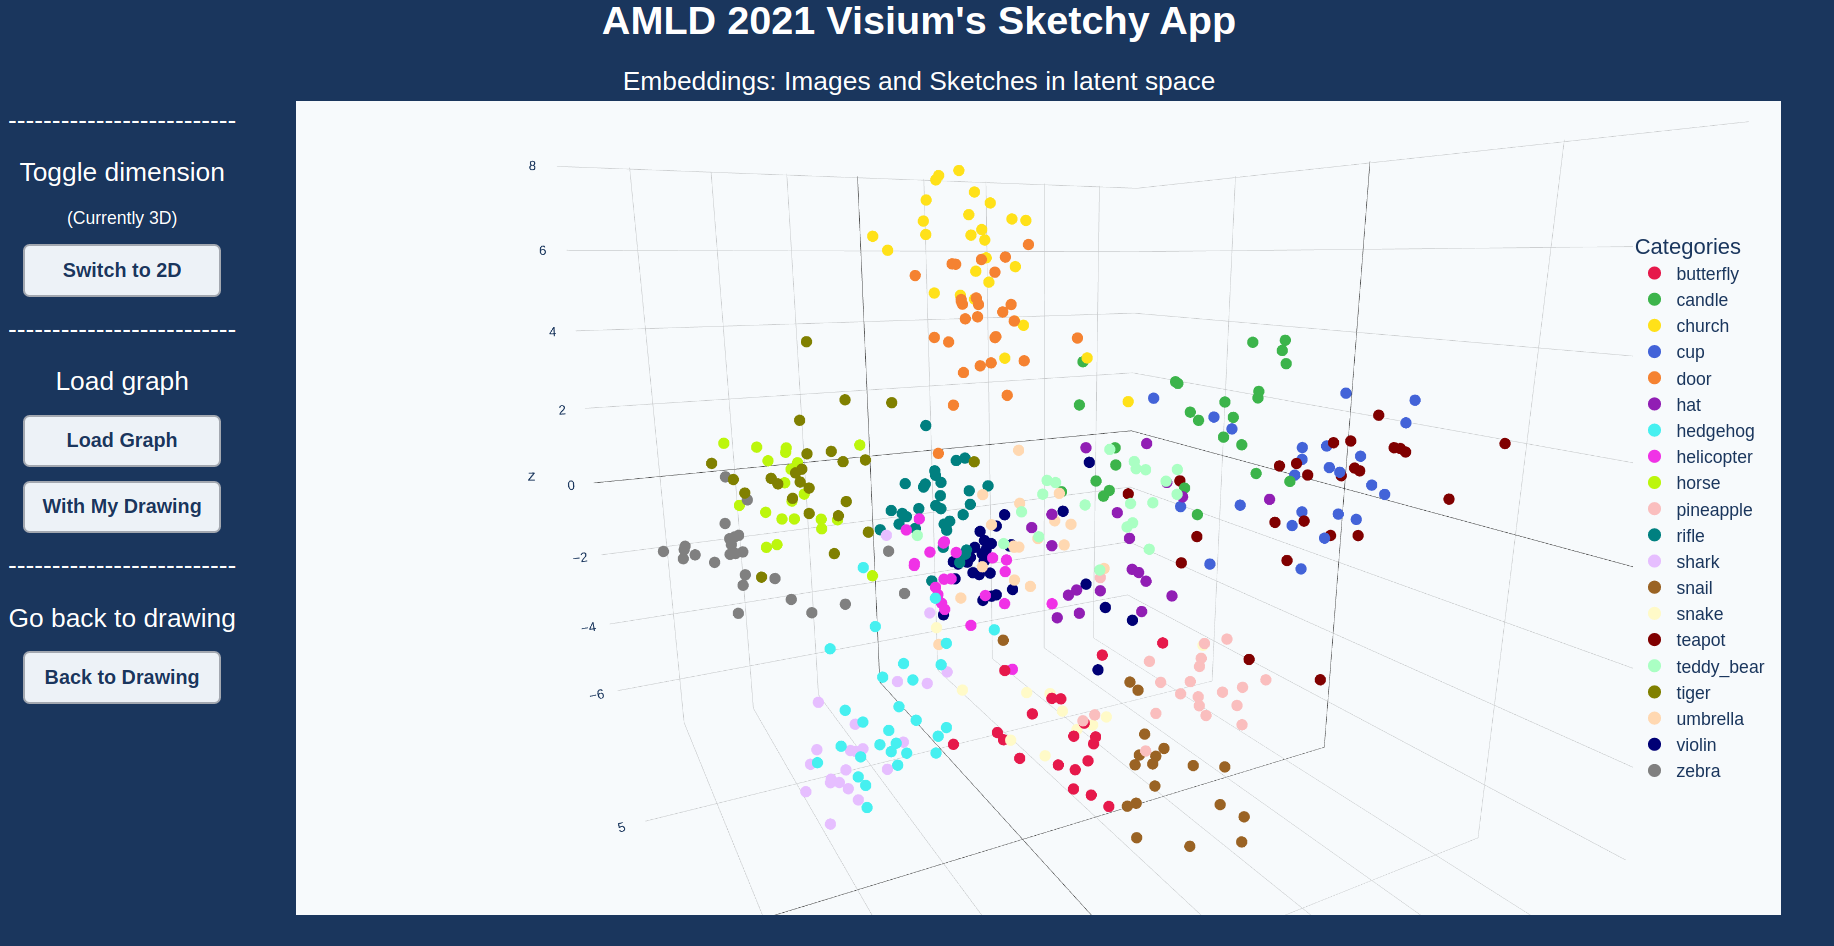 AMLD 2021 Visium's Sketchy App
Embeddings: Images and Sketches in latent space
---------------------------
Toggle dimension
(Currently 3D)
Switch to 2D
---------------------------
Load graph
Load Graph
With My Drawing
---------------------------
Go back to drawing
Back to Drawing
8
6
4
2
z
0
−2
−4
−6
5
Categories
butterfly
candle
church
cup
door
hat
hedgehog
helicopter
horse
pineapple
rifle
shark
snail
snake
teapot
teddy_bear
tiger
umbrella
violin
zebra